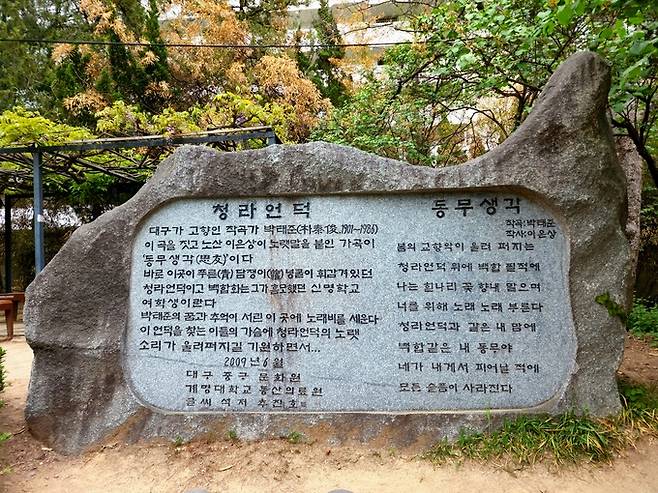 청라언덕
대구가 고향인 작곡가 박태준(朴泰俊, 1901~1986)
이 곡을 짓고 노산 이은상이 노랫말을 붙인 가곡이
'동무생각(思友)'이다
바로 이곳이 푸른(靑) 담쟁이(蘿) 넝쿨이 휘감겨 있던
청라언덕이고 백합화는 그가 흠모했던 신명학교
여학생이란다
박태준의 꿈과 추억이 서린 이 곳에 노래비를 세운다
이 언덕을 찾는 이들의 가슴에 청라언덕의 노랫
소리가 울려퍼지길 기원하면서...
2009년 6월
대구 중구 문화원
계명대학교 동산의료원
글씨 석저 추진호
동무생각
작곡: 박태준
작사: 이은상
봄의 고향악이 울려 퍼지는
청라언덕 위에 백합 필적에
나는 흰나리 꽃 향내 맡으며
너를 위해 노래 노래 부른다
청라언덕과 같은 내 맘에
백합같은 내 동무야
네가 내게서 피어날 적에
모든 슬픔이 사라진다